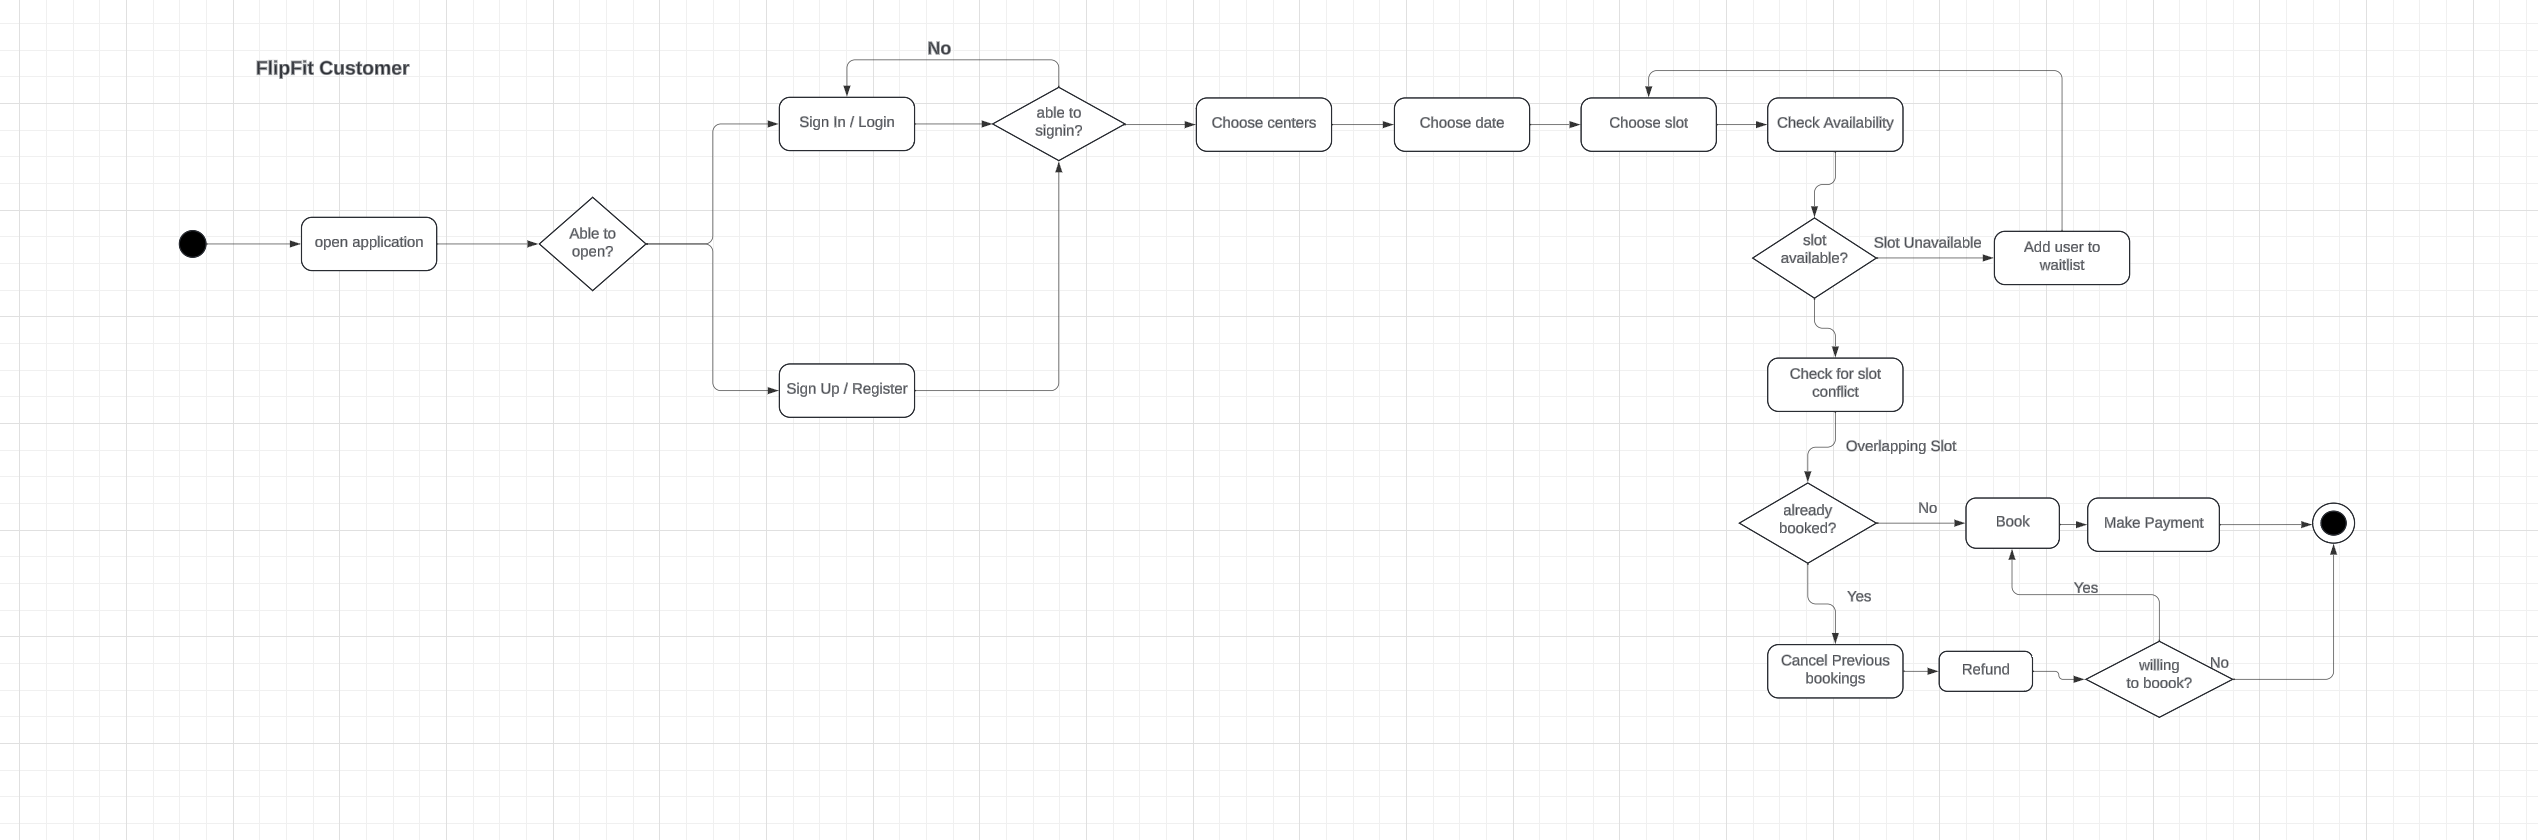 FlipFit Customer
No
Sign In / Login
able to
signin?
Choose centers
Choose date
Choose slot
Check Availability
open application
Able to
open?
slot
available?
Slot Unavailable
Add user to
waitlist
Sign Up / Register
Check for slot
conflict
Overlapping Slot
already
booked?
No
Book
Make Payment
Yes
Yes
Cancel Previous
bookings
Refund
willing
to boook?
No